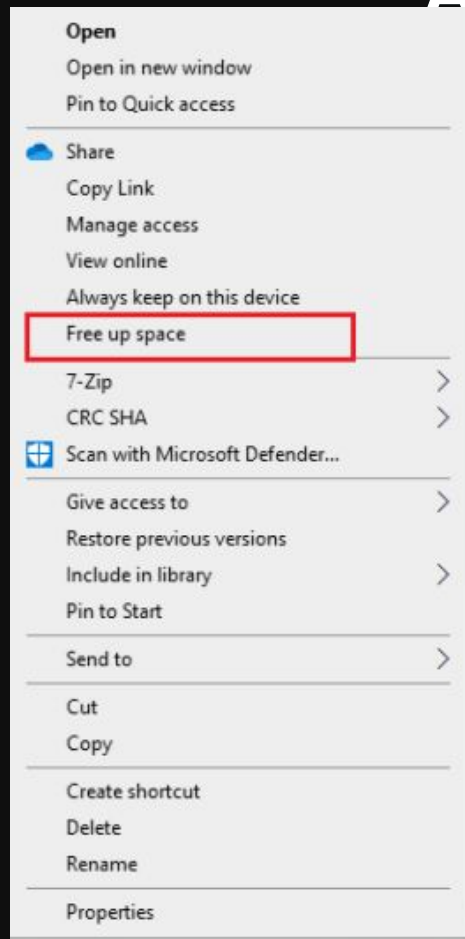 Open
Open in new window
Pin to Quick access
Share
Copy Link
Manage access
View online
Always keep on this device
Free up space
7-Zip
CRC SHA
Scan with Microsoft Defender...
Give access to
Restore previous versions
Include in library
Pin to Start
Send to
Cut
Copy
Create shortcut
Delete
Rename
Properties